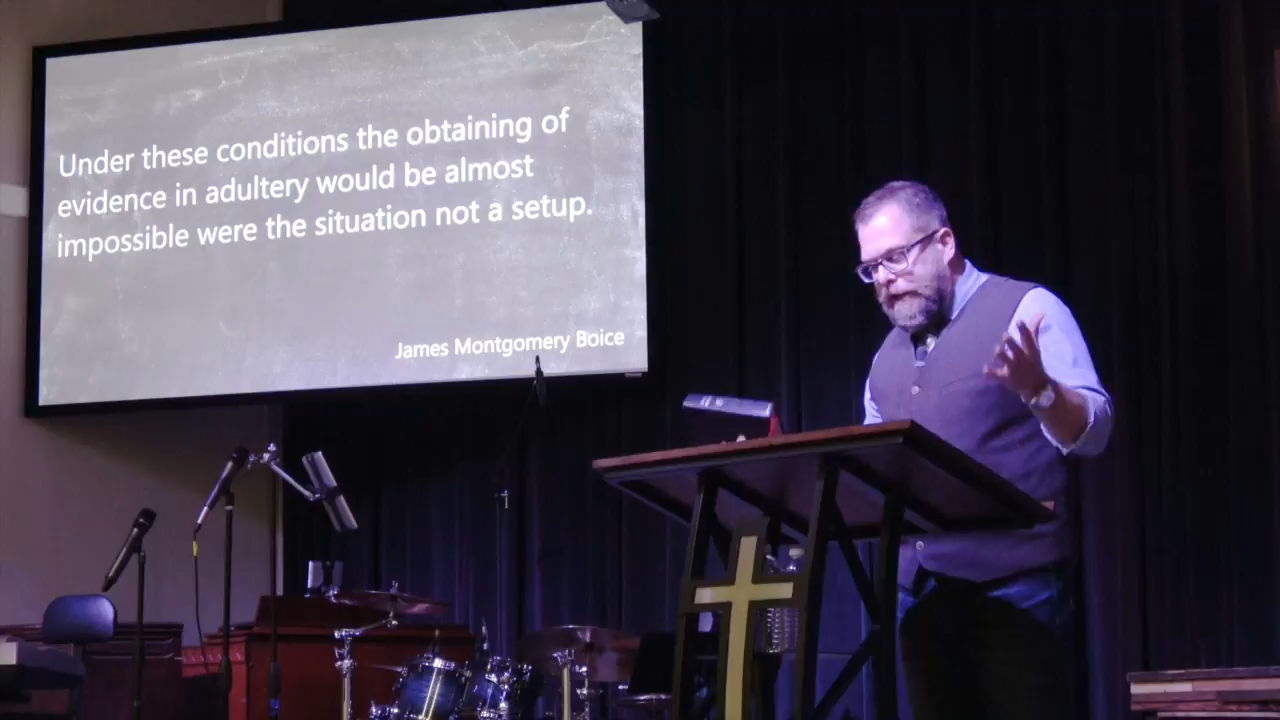 Under these conditions the obtaining of
evidence in adultery would be almost
impossible were the situation not a setup.
James Montgomery Boice